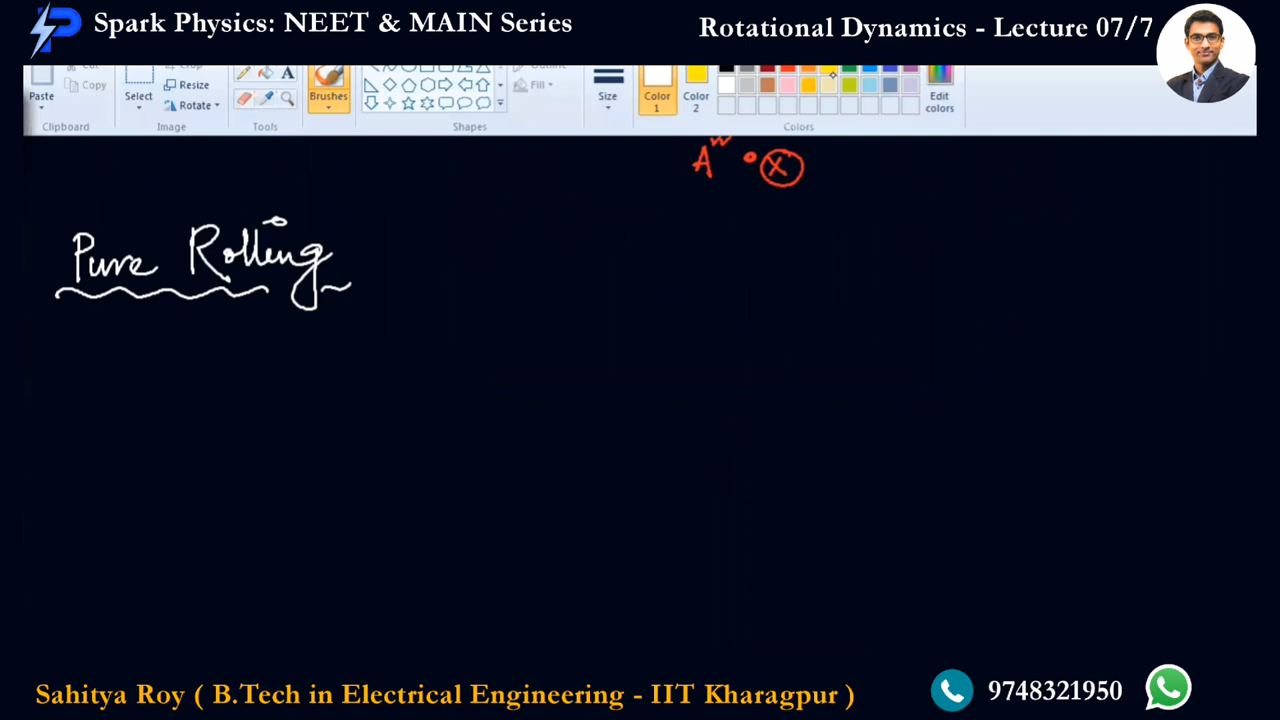 Spark Physics: NEET & MAIN Series
Rotational Dynamics - Lecture 07/7
Paste
Copy
Select
Resize
Rotate
A
Brushes
Fill
Size
Color
1
Color
2
Edit
colors
Clipboard
Image
Tools
Shapes
Colors
Pure Rolling
Sahitya Roy ( B.Tech in Electrical Engineering - IIT Kharagpur )
9748321950